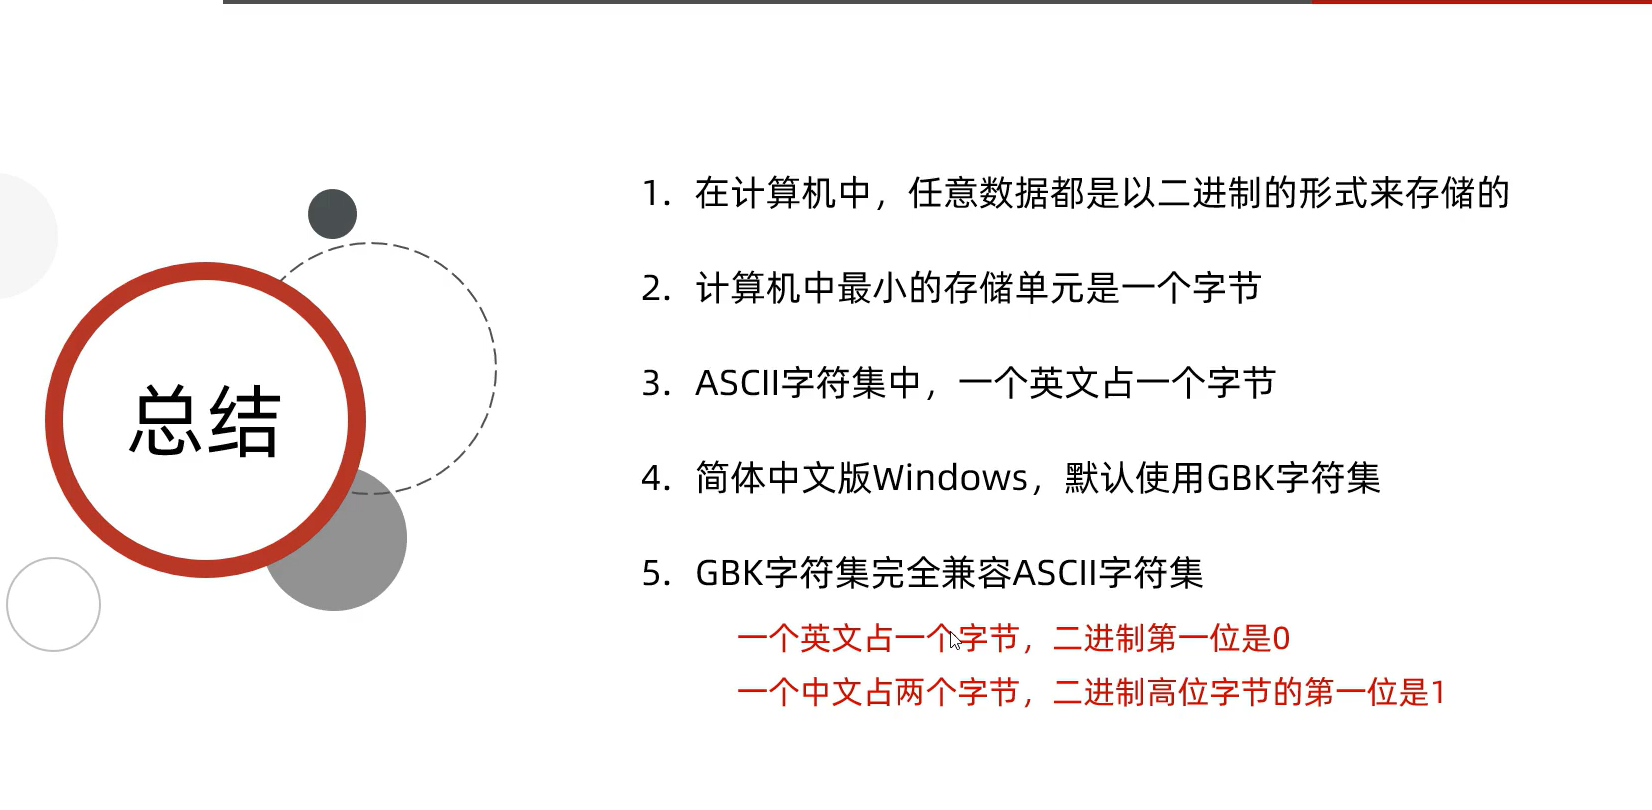 总结
1. 在计算机中，任意数据都是以二进制的形式来存储的
2. 计算机中最小的存储单元是一个字节
3. ASCII字符集中，一个英文占一个字节
4. 简体中文版Windows，默认使用GBK字符集
5. GBK字符集完全兼容ASCII字符集
一个英文占一个字节，二进制第一位是0
一个中文占两个字节，二进制高位字节的第一位是1